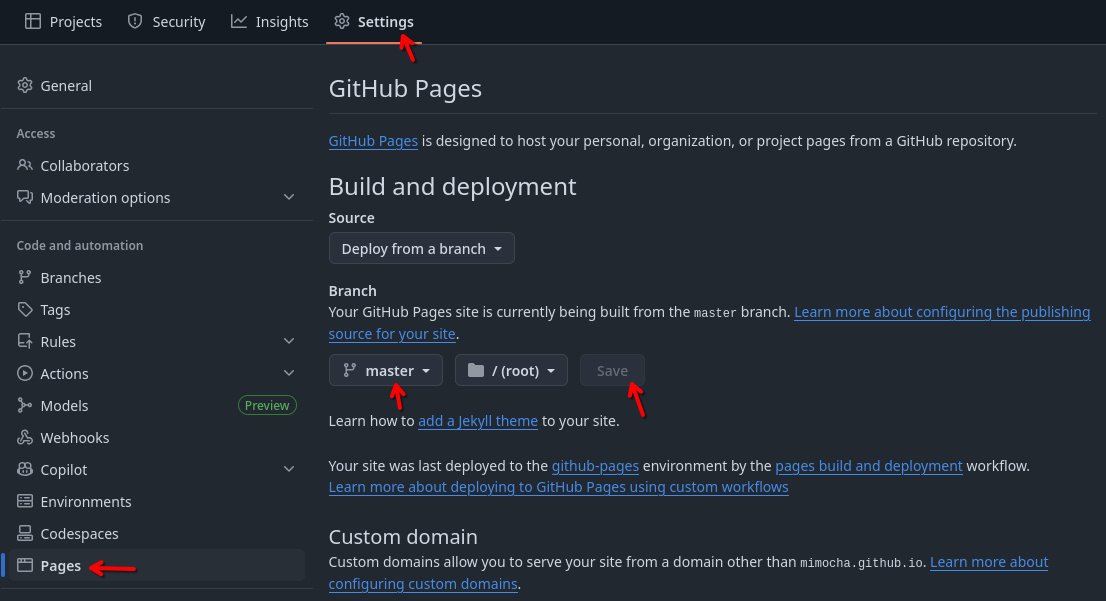 Projects
Security
Insights
Settings
General
Access
Collaborators
Moderation options
Code and automation
Branches
Tags
Rules
Actions
Models
Preview
Webhooks
Copilot
Environments
Codespaces
Pages
GitHub Pages
GitHub Pages is designed to host your personal, organization, or project pages from a GitHub repository.
Build and deployment
Source
Deploy from a branch
Branch
Your GitHub Pages site is currently being built from the master branch. Learn more about configuring the publishing
source for your site.
master
/ (root)
Save
Learn how to add a Jekyll theme to your site.
Your site was last deployed to the github-pages environment by the pages build and deployment workflow.
Learn more about deploying to GitHub Pages using custom workflows
Custom domain
Custom domains allow you to serve your site from a domain other than mimocha.github.io. Learn more about
configuring custom domains.